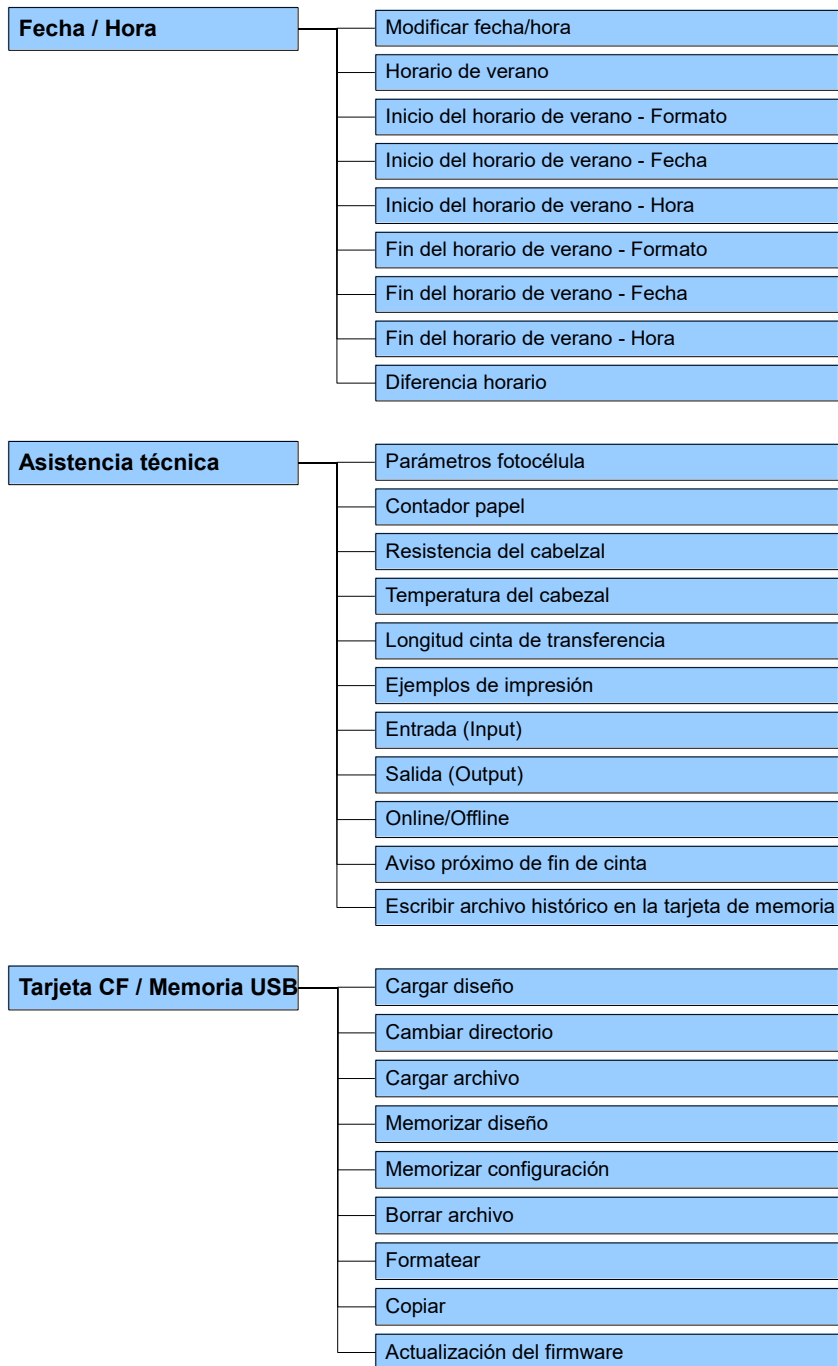 Fecha / Hora
Modificar fecha/hora
Horario de verano
Inicio del horario de verano - Formato
Inicio del horario de verano - Fecha
Inicio del horario de verano - Hora
Fin del horario de verano - Formato
Fin del horario de verano - Fecha
Fin del horario de verano - Hora
Diferencia horario
Asistencia técnica
Parámetros fotocélula
Contador papel
Resistencia del cabelzal
Temperatura del cabezal
Longitud cinta de transferencia
Ejemplos de impresión
Entrada (Input)
Salida (Output)
Online/Offline
Aviso próximo de fin de cinta
Escribir archivo histórico en la tarjeta de memoria
Tarjeta CF / Memoria USB
Cargar diseño
Cambiar directorio
Cargar archivo
Memorizar diseño
Memorizar configuración
Borrar archivo
Formatear
Copiar
Actualización del firmware